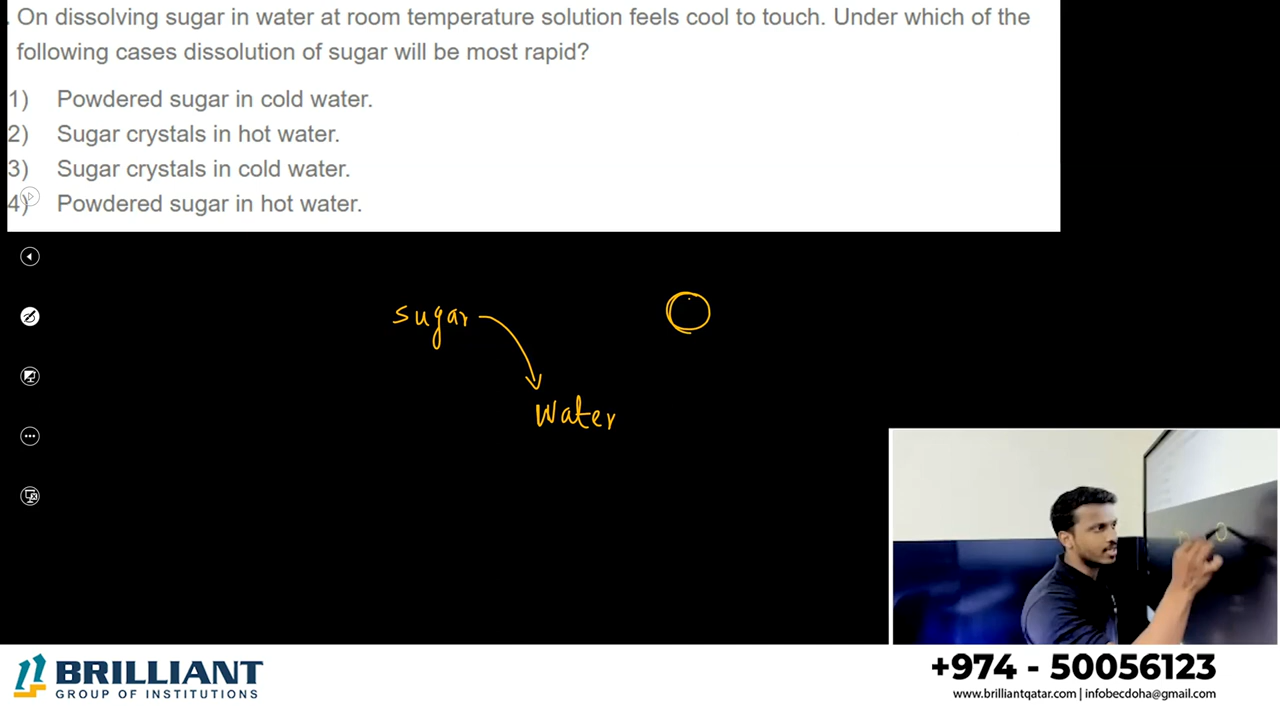 . On dissolving sugar in water at room temperature solution feels cool to touch. Under which of the
following cases dissolution of sugar will be most rapid?
1) Powdered sugar in cold water.
2) Sugar crystals in hot water.
3) Sugar crystals in cold water.
4) Powdered sugar in hot water.
sugar
Water
BRILLIANT
GROUP OF INSTITUTIONS
+974 - 50056123
www.brilliantqatar.com | infobecdoha@gmail.com